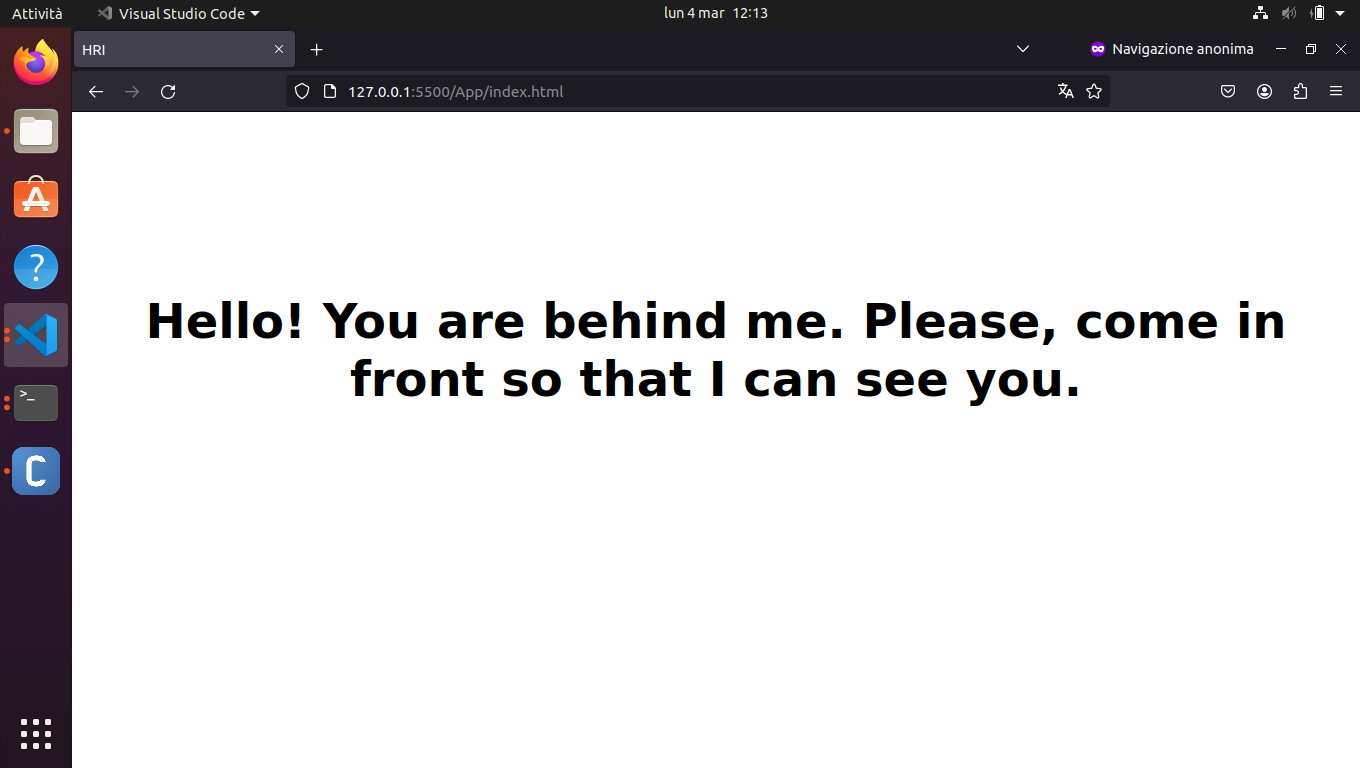 Attività Visual Studio Code lun 4 mar 12:13
HRI Navigazione anonima
127.0.0.1:5500/App/index.html
Hello! You are behind me. Please, come in
front so that I can see you.